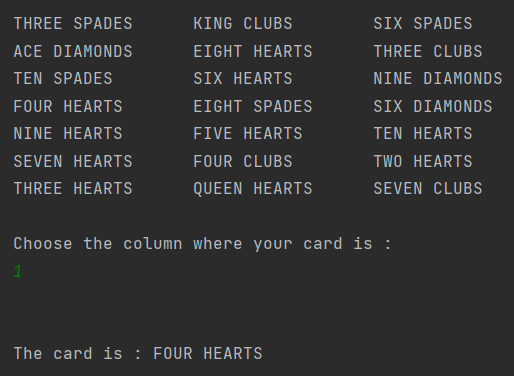 THREE SPADES KING CLUBS SIX SPADES
ACE DIAMONDS EIGHT HEARTS THREE CLUBS
TEN SPADES SIX HEARTS NINE DIAMONDS
FOUR HEARTS EIGHT SPADES SIX DIAMONDS
NINE HEARTS FIVE HEARTS TEN HEARTS
SEVEN HEARTS FOUR CLUBS TWO HEARTS
THREE HEARTS QUEEN HEARTS SEVEN CLUBS
Choose the column where your card is :
1
The card is : FOUR HEARTS